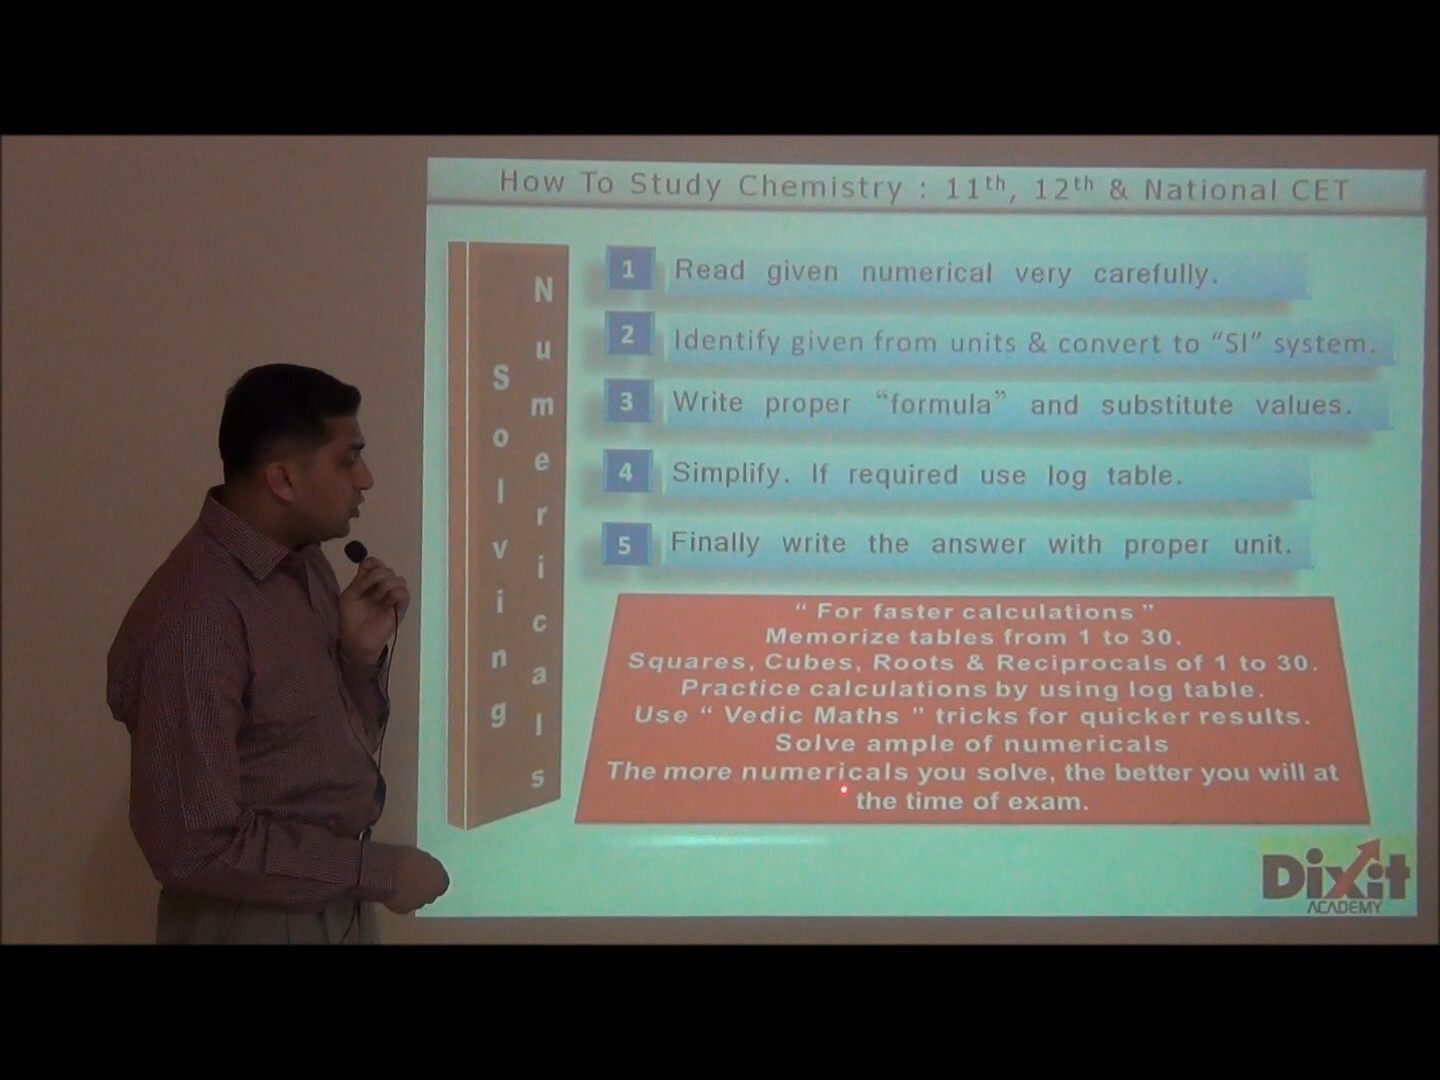 How To Study Chemistry : 11th, 12th & National CET
Solving
Numericals
1 Read given numerical very carefully.
2 Identify given from units & convert to “SI” system.
3 Write proper “formula” and substitute values.
4 Simplify. If required use log table.
5 Finally write the answer with proper unit.
“ For faster calculations ”
Memorize tables from 1 to 30.
Squares, Cubes, Roots & Reciprocals of 1 to 30.
Practice calculations by using log table.
Use “ Vedic Maths ” tricks for quicker results.
Solve ample of numericals
The more numericals you solve, the better you will at
the time of exam.
Dixit
ACADEMY